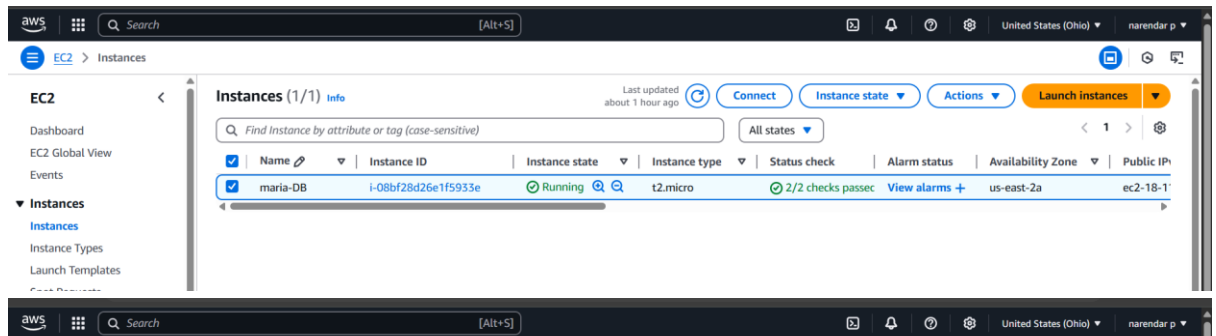 aws Search [Alt+S] United States (Ohio) narendar p
EC2 > Instances
EC2
Dashboard
EC2 Global View
Events
Instances
Instances
Instance Types
Launch Templates
Instances (1/1) Info Last updated about 1 hour ago Connect Instance state Actions Launch instances
Find Instance by attribute or tag (case-sensitive) All states 1
Name Instance ID Instance state Instance type Status check Alarm status Availability Zone Public
maria-DB i-08bf28d26e1f5933e Running t2.micro 2/2 checks passec View alarms + us-east-2a ec2-18-1
aws Search [Alt+S] United States (Ohio) narendar p